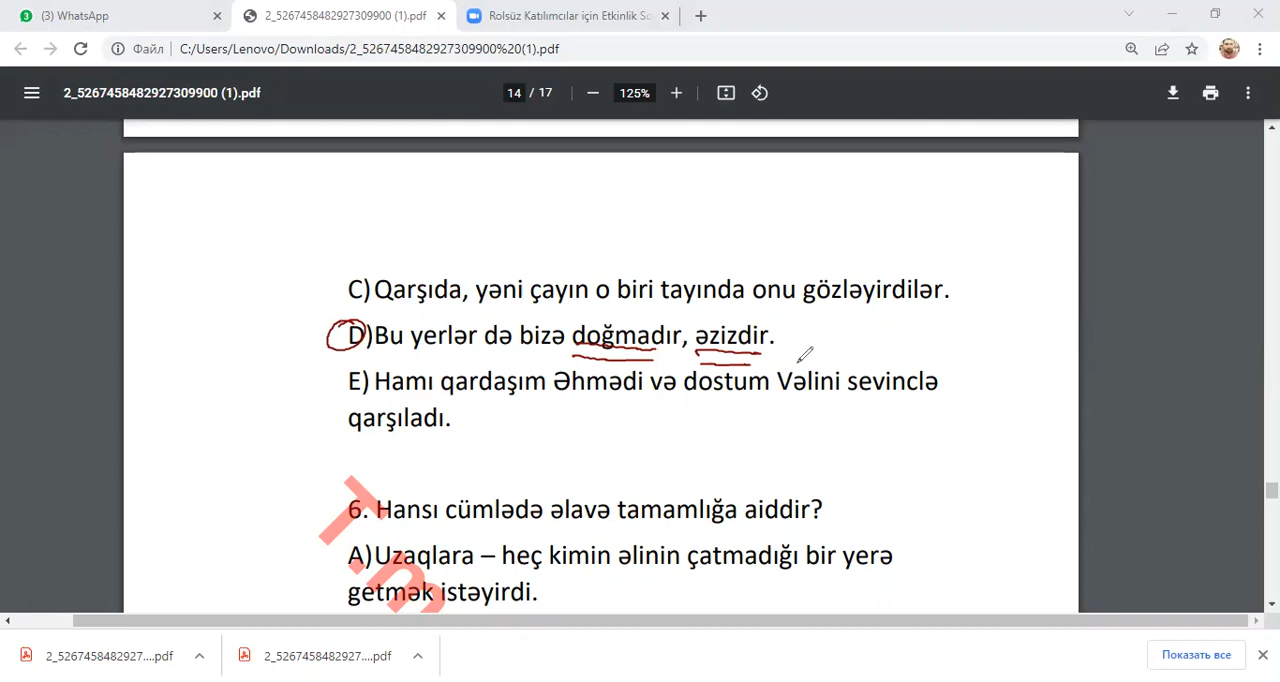 (3) WhatsApp
2_5267458482927309900 (1).pdf
Rolsüz Katılımcılar için Etkinlik So
Файл
C:/Users/Lenovo/Downloads/2_5267458482927309900%20(1).pdf
2_5267458482927309900 (1).pdf
14 / 17
125%
C) Qarşıda, yəni çayın o biri tayında onu gözləyirdilər.
D) Bu yerlər də bizə doğmadır, əzizdir.
E) Hamı qardaşım Əhmədi və dostum Vəlini sevinclə
qarşıladı.
6. Hansı cümlədə əlavə tamamlığa aiddir?
A) Uzaqlara – heç kimin əlinin çatmadığı bir yerə
getmək istəyirdi.
T.m
2_5267458482927....pdf
2_5267458482927....pdf
Показать все